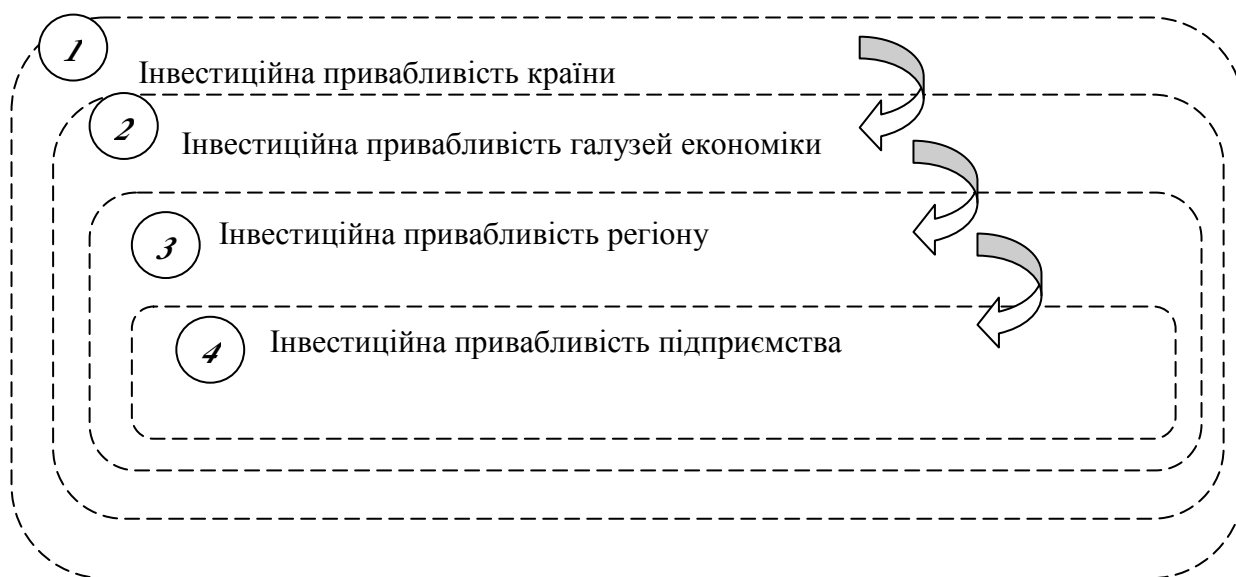 1
Інвестиційна привабливість країни
2
Інвестиційна привабливість галузей економіки
3
Інвестиційна привабливість регіону
4
Інвестиційна привабливість підприємства